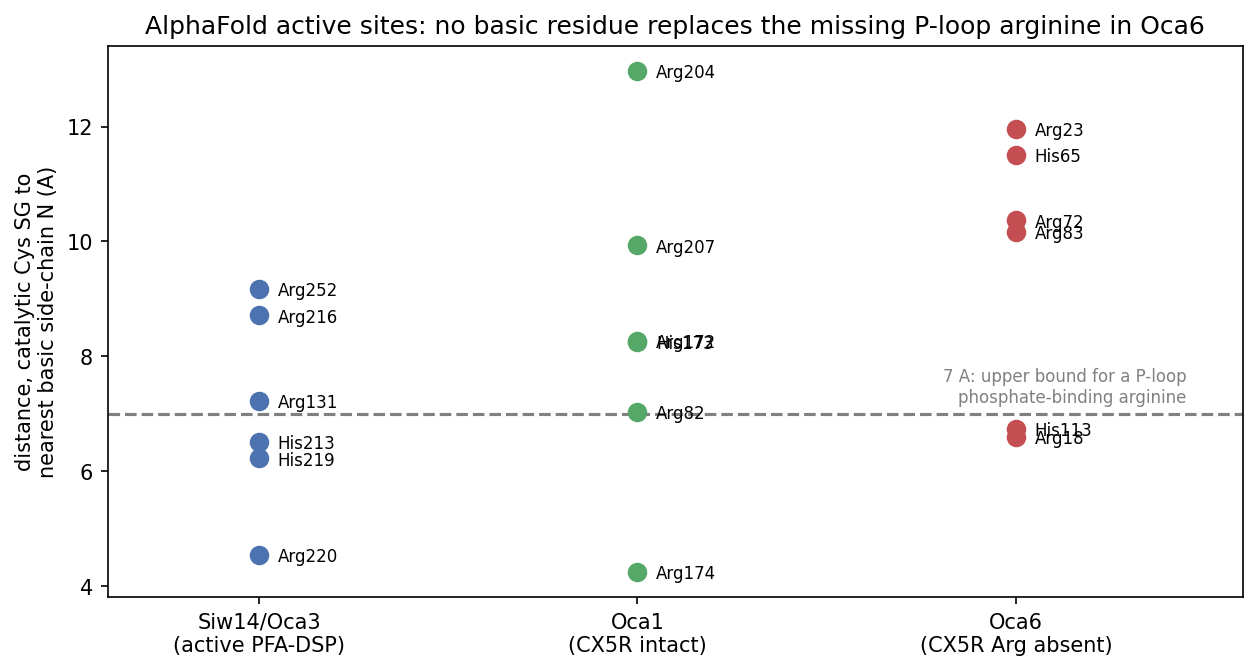 AlphaFold active sites: no basic residue replaces the missing P-loop arginine in Oca6
distance, catalytic Cys SG to
nearest basic side-chain N (A)
12
10
8
6
4
Arg252
Arg216
Arg131
His213
His219
Arg220
Arg204
Arg207
Arg82
Arg174
Arg23
His65
Arg72
Arg83
7 A: upper bound for a P-loop
phosphate-binding arginine
His113
Arg18
Siw14/Oca3
(active PFA-DSP)
Oca1
(CX5R intact)
Oca6
(CX5R Arg absent)